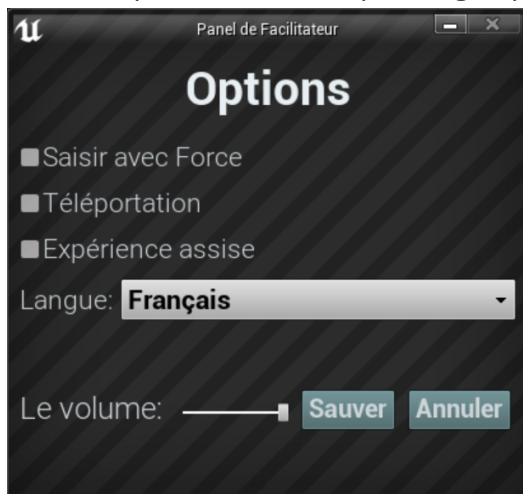 Panel de Facilitateur
Options
Saisir avec Force
Téléportation
Expérience assise
Langue: Français
Le volume: Sauver Annuler